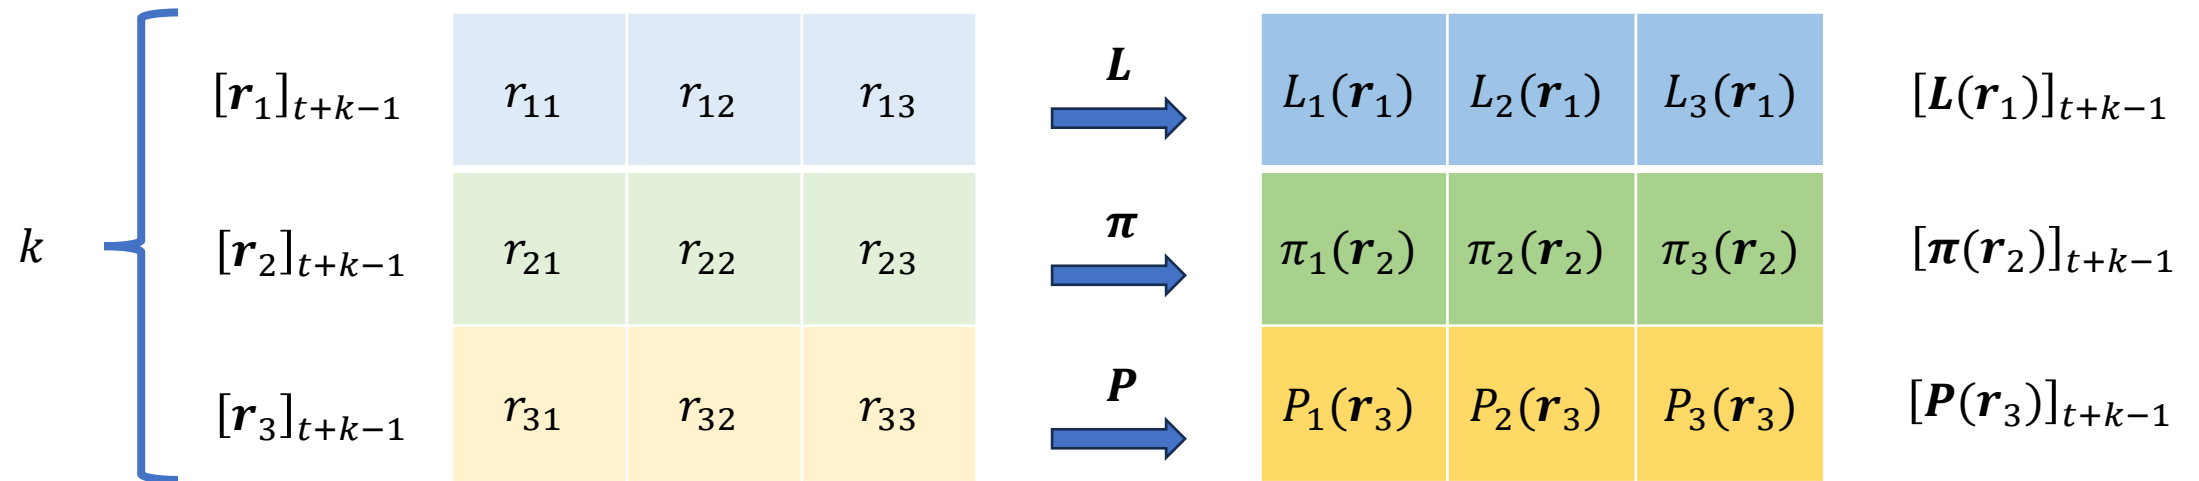 [𝒓₁]ₜ₊ₖ₋₁ r₁₁ r₁₂ r₁₃ 𝑳 L₁(𝒓₁) L₂(𝒓₁) L₃(𝒓₁) [𝑳(𝒓₁)]ₜ₊ₖ₋₁
k [𝒓₂]ₜ₊ₖ₋₁ r₂₁ r₂₂ r₂₃ 𝝅 π₁(𝒓₂) π₂(𝒓₂) π₃(𝒓₂) [𝝅(𝒓₂)]ₜ₊ₖ₋₁
[𝒓₃]ₜ₊ₖ₋₁ r₃₁ r₃₂ r₃₃ 𝑷 P₁(𝒓₃) P₂(𝒓₃) P₃(𝒓₃) [𝑷(𝒓₃)]ₜ₊ₖ₋₁